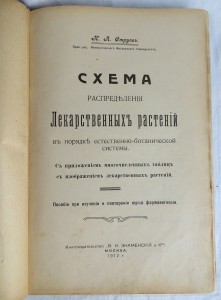 П. Л. Струевъ
СХЕМА
РАСПРЕДѢЛЕНІЯ
Лекарственныхъ растеній
въ порядкѣ естественно-ботанической
системы.
Съ приложеніемъ многочисленныхъ таблицъ
съ изображеніемъ лекарственныхъ растеній.
Пособіе при изученіи и повтореніи курса фармакогнозіи.
МОСКВА.
1912 г.